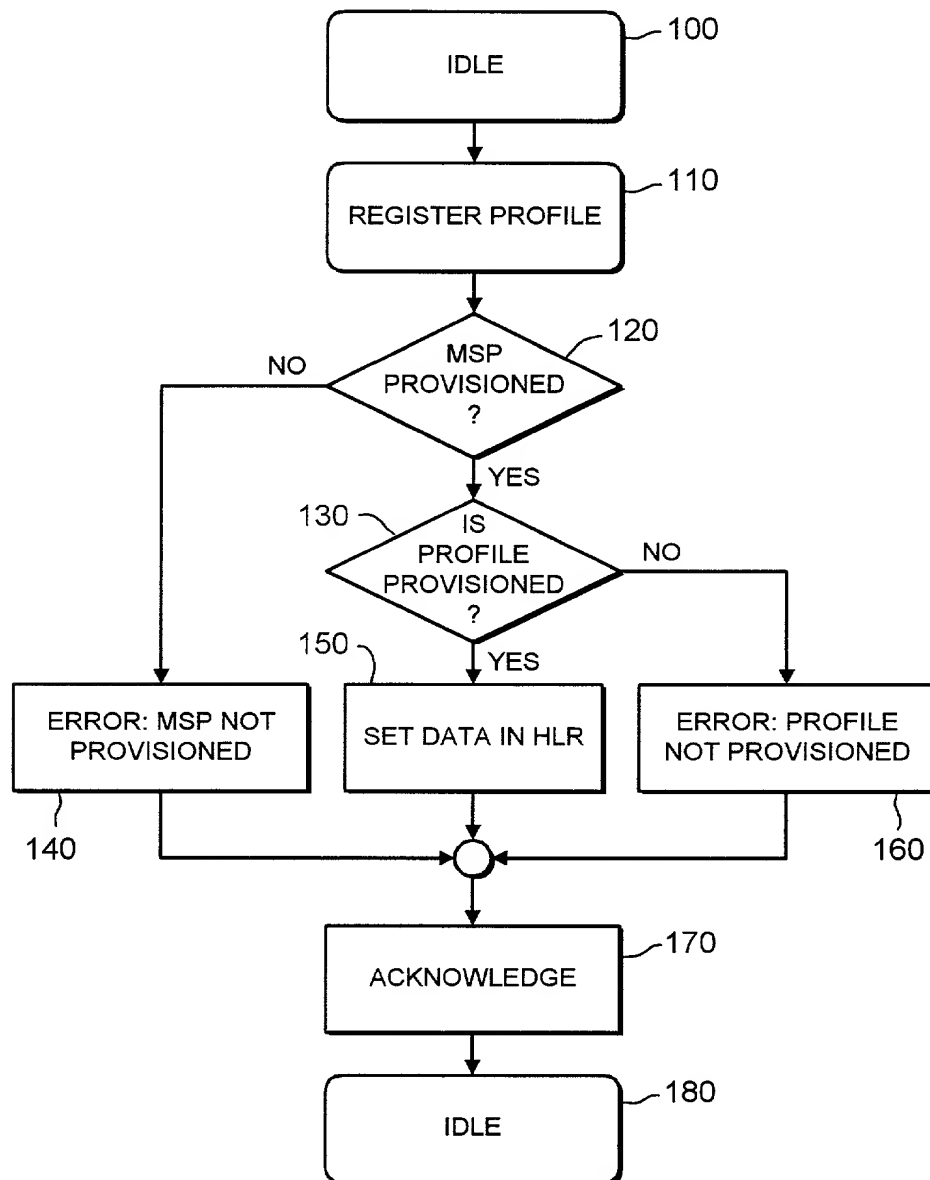 100
IDLE
110
REGISTER PROFILE
120
NO
MSP
PROVISIONED
?
YES
130
IS
PROFILE
PROVISIONED
?
NO
150
YES
ERROR: MSP NOT
PROVISIONED
SET DATA IN HLR
ERROR: PROFILE
NOT PROVISIONED
140
160
170
ACKNOWLEDGE
180
IDLE